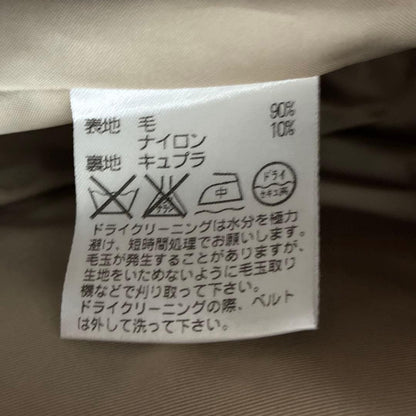 表地 毛 90%
ナイロン 10%
裏地 キュプラ
中 ドライ
セキユ系
ドライクリーニングは水分を極力
避け、短時間処理でお願いします。
毛玉が発生することがありますが、
生地をいためないように毛玉取り
機などで刈り取って下さい。
ドライクリーニングの際、ベルト
は外して洗って下さい。